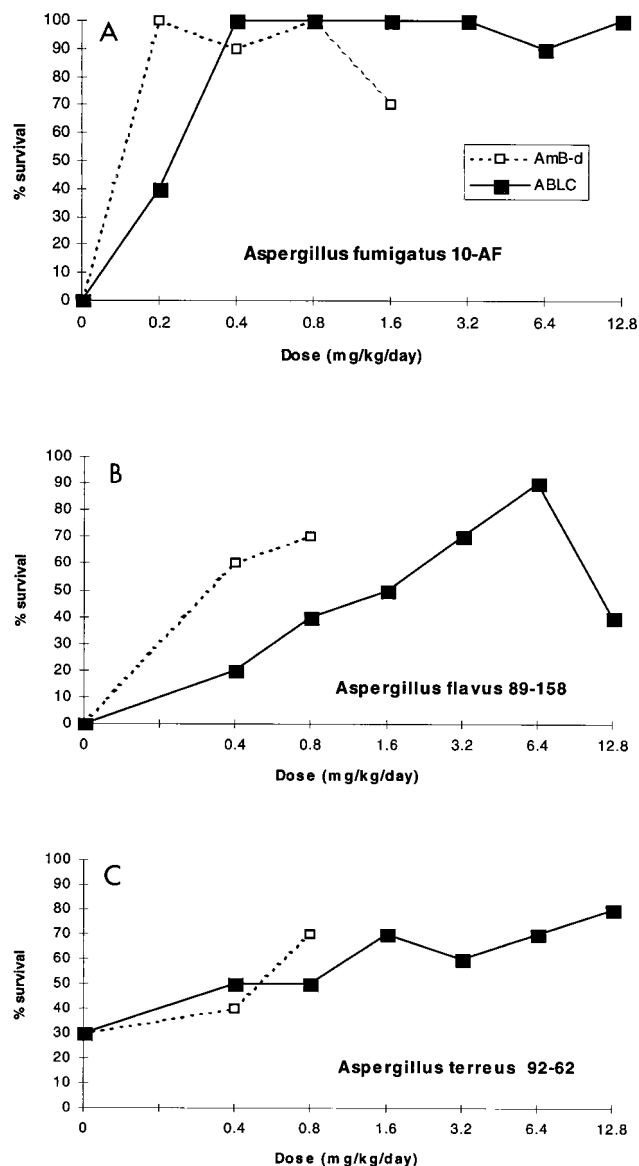 A
100
90
80
70
60
50
40
30
20
10
0
% survival
AmB-d
ABLC
Aspergillus fumigatus 10-AF
0 0.2 0.4 0.8 1.6 3.2 6.4 12.8
Dose (mg/kg/day)
B
100
90
80
70
60
50
40
30
20
10
0
% survival
Aspergillus flavus 89-158
0 0.4 0.8 1.6 3.2 6.4 12.8
Dose (mg/kg/day)
C
100
90
80
70
60
50
40
30
20
10
0
% survival
Aspergillus terreus 92-62
0 0.4 0.8 1.6 3.2 6.4 12.8
Dose (mg/kg/day)